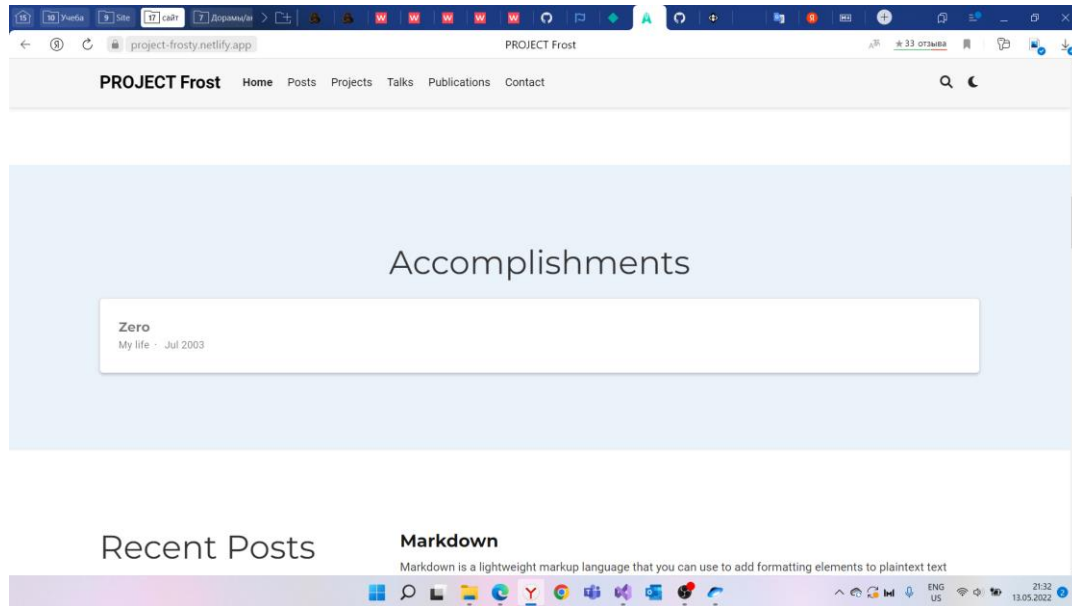 15 10 Учеба 9 Site 17 сайт 7 Дорамы/ан
project-frosty.netlify.app PROJECT Frost ★ 33 отзыва
PROJECT Frost Home Posts Projects Talks Publications Contact
Accomplishments
Zero
My life · Jul 2003
Recent Posts
Markdown
Markdown is a lightweight markup language that you can use to add formatting elements to plaintext text
ENG
US
21:32
13.05.2022